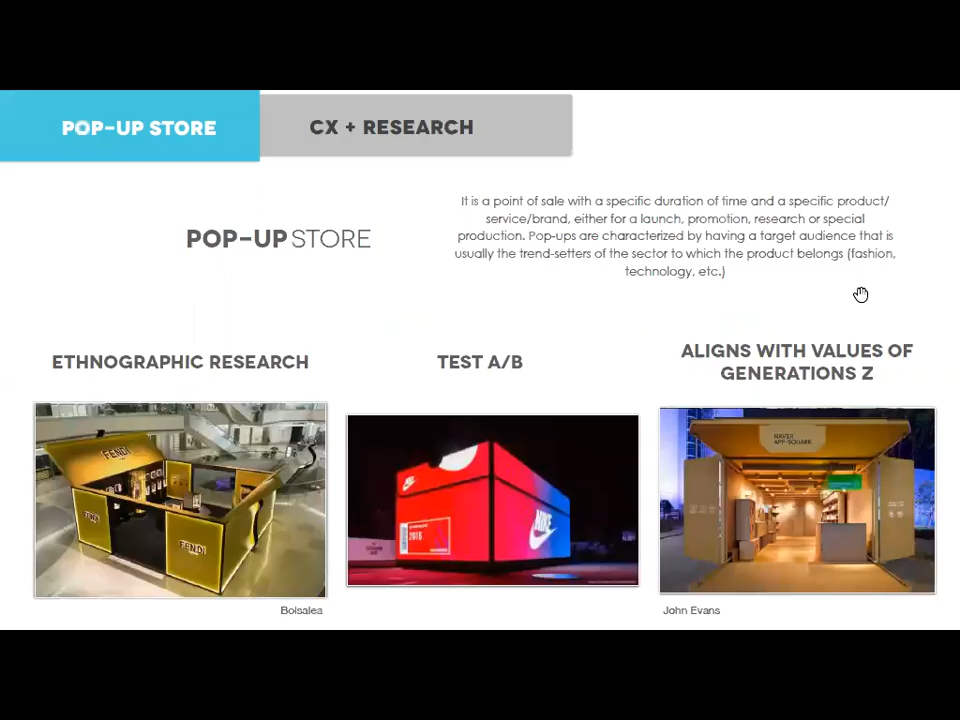 POP-UP STORE
CX + RESEARCH
POP-UP STORE
It is a point of sale with a specific duration of time and a specific product/
service/brand, either for a launch, promotion, research or special
production. Pop-ups are characterized by having a target audience that is
usually the trend-setters of the sector to which the product belongs (fashion,
technology, etc.)
ETHNOGRAPHIC RESEARCH
TEST A/B
ALIGNS WITH VALUES OF
GENERATIONS Z
FENDI
FENDI
FENDI
NIKE
NAVER
APP-SQUARE
Bolsalea
John Evans